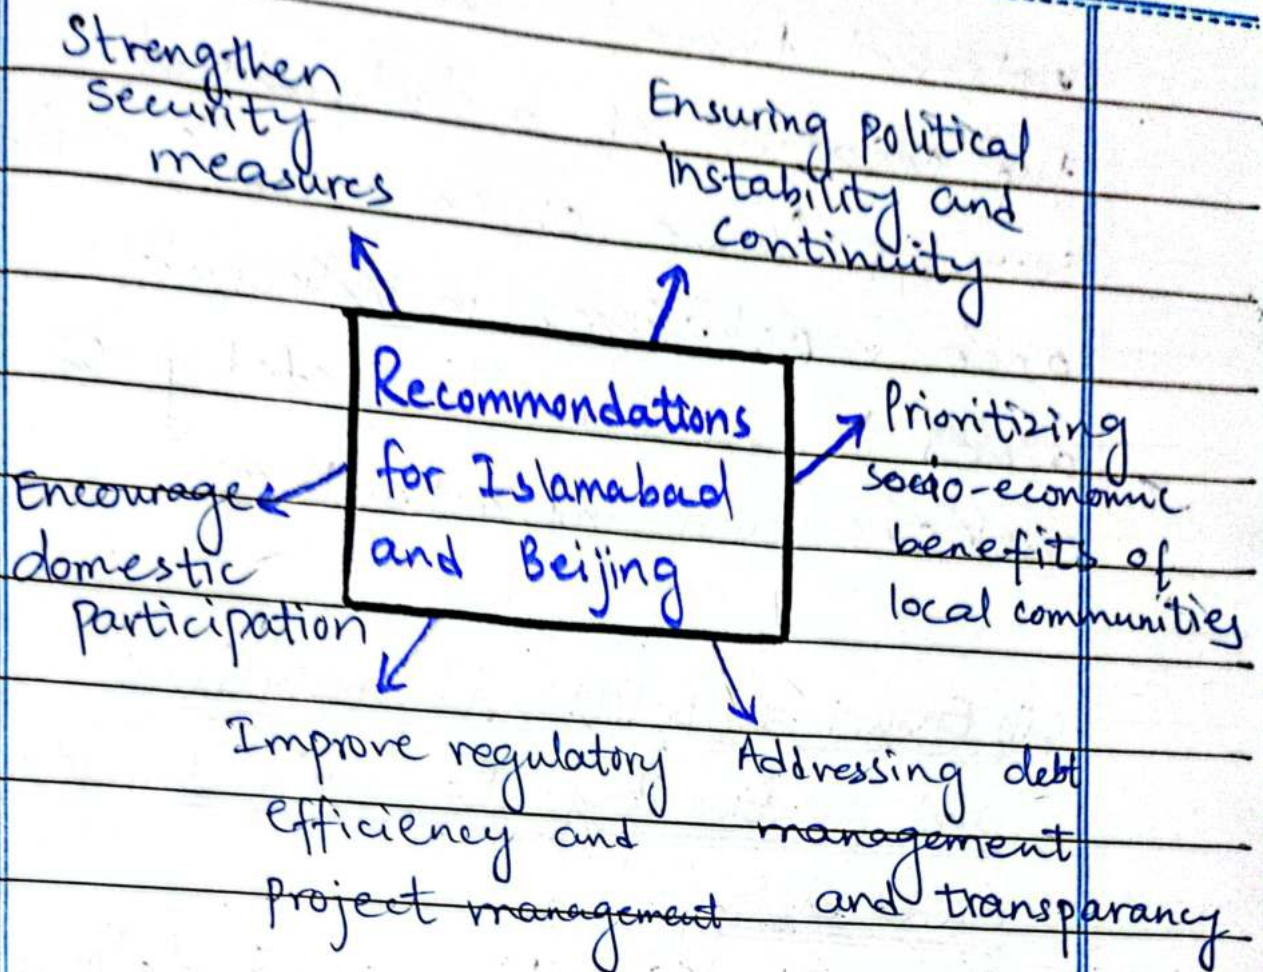 Strengthen
security
measures
Ensuring political
Instability and
continuity
Recommondations
for Islamabad
and Beijing
Prioritizing
socio-economic
benefits of
local communities
Encourage
domestic
participation
Improve regulatory
efficiency and
project management
Addressing debt
management
and transparancy